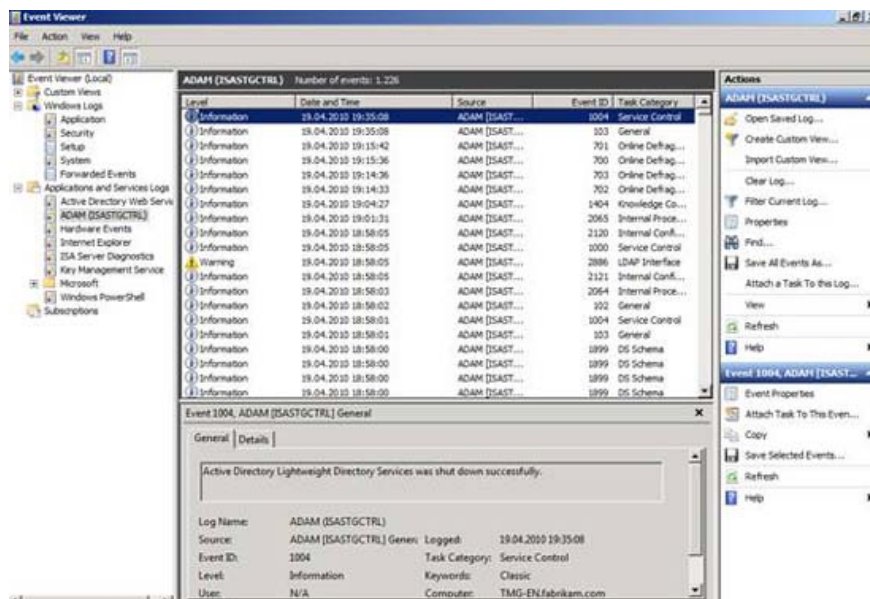 Event Viewer
File Action View Help
Event Viewer (Local)
Custom Views
Windows Logs
Application
Security
Setup
System
Forwarded Events
Applications and Services Logs
Active Directory Web Servi
ADAM (ISASTGCTRL)
Hardware Events
Internet Explorer
ISA Server Diagnostics
Key Management Service
Microsoft
Windows PowerShell
Subscriptions
ADAM (ISASTGCTRL) Number of events: 1.226
Level Date and Time Source Event ID Task Category
Information 19.04.2010 19:35:08 ADAM [ISAST... 1004 Service Control
Information 19.04.2010 19:35:08 ADAM [ISAST... 103 General
Information 19.04.2010 19:15:42 ADAM [ISAST... 701 Online Defrag...
Information 19.04.2010 19:15:36 ADAM [ISAST... 700 Online Defrag...
Information 19.04.2010 19:14:36 ADAM [ISAST... 703 Online Defrag...
Information 19.04.2010 19:14:33 ADAM [ISAST... 702 Online Defrag...
Information 19.04.2010 19:04:27 ADAM [ISAST... 1404 Knowledge Co...
Information 19.04.2010 19:01:31 ADAM [ISAST... 2065 Internal Proce...
Information 19.04.2010 18:58:05 ADAM [ISAST... 2120 Internal Confi...
Information 19.04.2010 18:58:05 ADAM [ISAST... 1000 Service Control
Warning 19.04.2010 18:58:05 ADAM [ISAST... 2886 LDAP Interface
Information 19.04.2010 18:58:05 ADAM [ISAST... 2121 Internal Confi...
Information 19.04.2010 18:58:03 ADAM [ISAST... 2064 Internal Proce...
Information 19.04.2010 18:58:02 ADAM [ISAST... 102 General
Information 19.04.2010 18:58:01 ADAM [ISAST... 1004 Service Control
Information 19.04.2010 18:58:01 ADAM [ISAST... 103 General
Information 19.04.2010 18:58:00 ADAM [ISAST... 1899 DS Schema
Information 19.04.2010 18:58:00 ADAM [ISAST... 1899 DS Schema
Information 19.04.2010 18:58:00 ADAM [ISAST... 1899 DS Schema
Event 1004, ADAM [ISASTGCTRL] General
General Details
Active Directory Lightweight Directory Services was shut down successfully.
Log Name: ADAM (ISASTGCTRL)
Source: ADAM [ISASTGCTRL] Genera Logged: 19.04.2010 19:35:08
Event ID: 1004 Task Category: Service Control
Level: Information Keywords: Classic
User: N/A Computer: TMG-EN.fabrikam.com
Actions
ADAM (ISASTGCTRL)
Open Saved Log...
Create Custom View...
Import Custom View...
Clear Log...
Filter Current Log...
Properties
Find...
Save All Events As...
Attach a Task To this Log...
View
Refresh
Help
Event 1004, ADAM [ISAST...
Event Properties
Attach Task To This Even...
Copy
Save Selected Events...
Refresh
Help